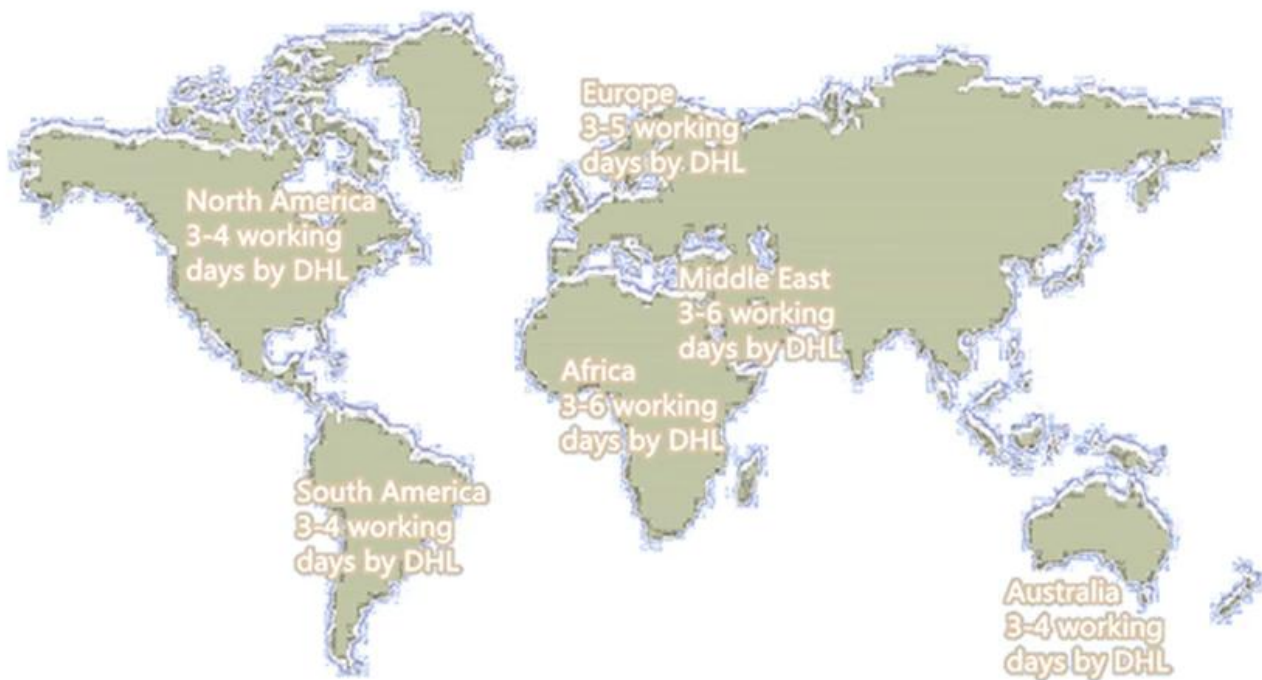 Europe
3-5 working
days by DHL
North America
3-4 working
days by DHL
Middle East
3-6 working
days by DHL
Africa
3-6 working
days by DHL
South America
3-4 working
days by DHL
Australia
3-4 working
days by DHL